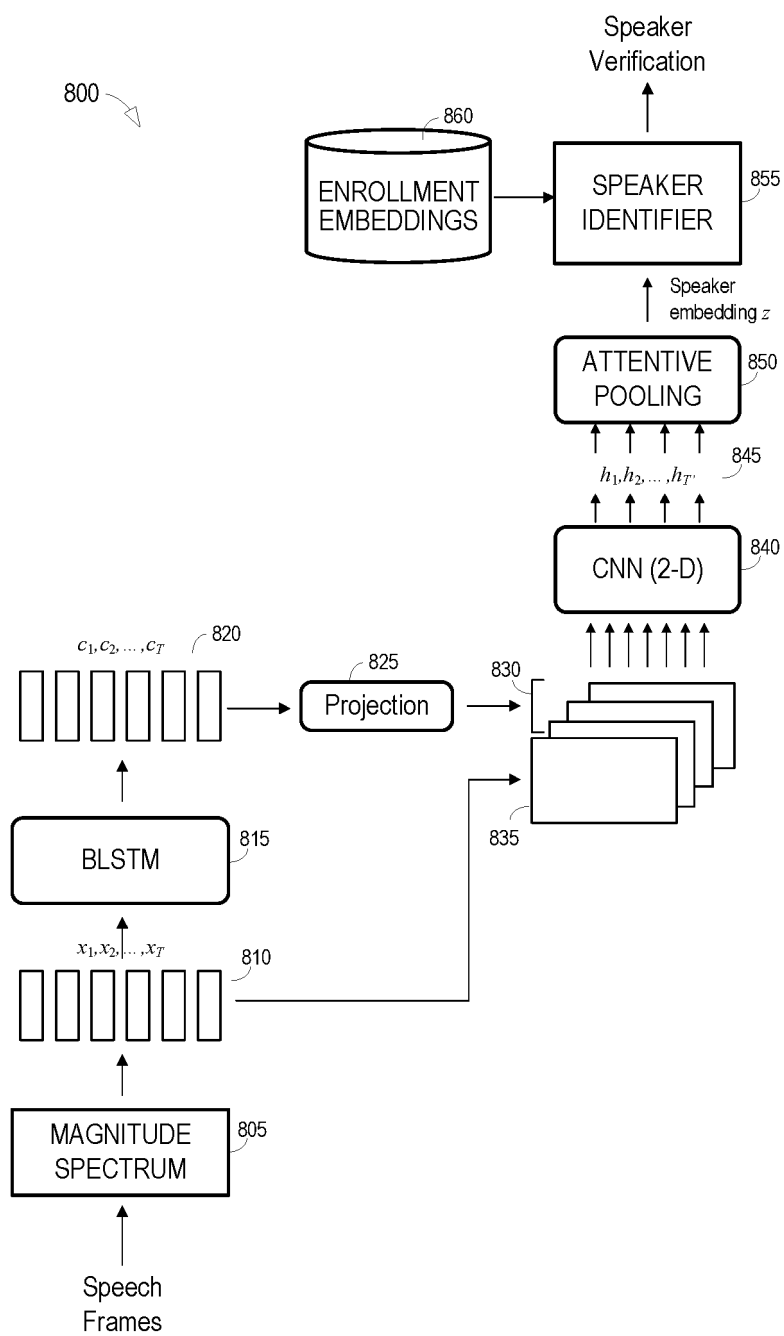 Speaker
Verification
800
860
ENROLLMENT
EMBEDDINGS
SPEAKER
IDENTIFIER
855
Speaker
embedding z
ATTENTIVE
POOLING
850
h1,h2,...,hT'
845
CNN (2-D)
840
c1,c2,...,cT
820
825
Projection
830
835
BLSTM
815
x1,x2,...,xT
810
MAGNITUDE
SPECTRUM
805
Speech
Frames